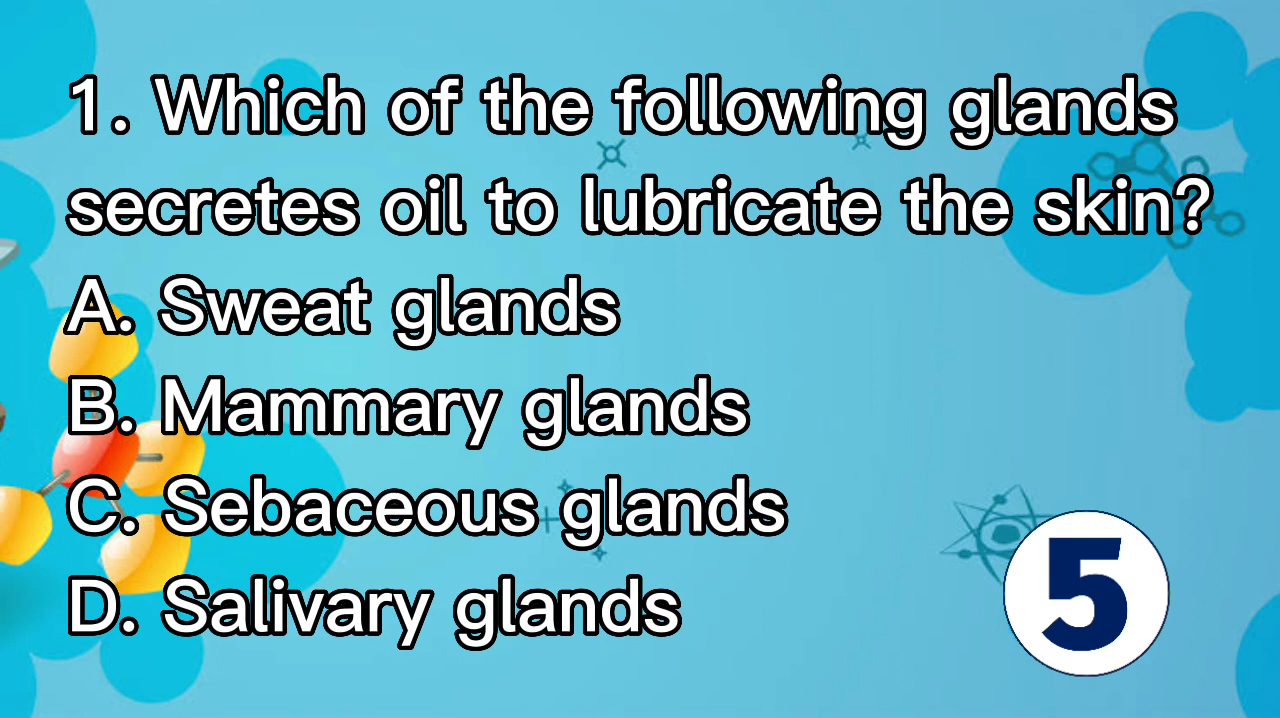 1. Which of the following glands
secretes oil to lubricate the skin?
A. Sweat glands
B. Mammary glands
C. Sebaceous glands
D. Salivary glands
5